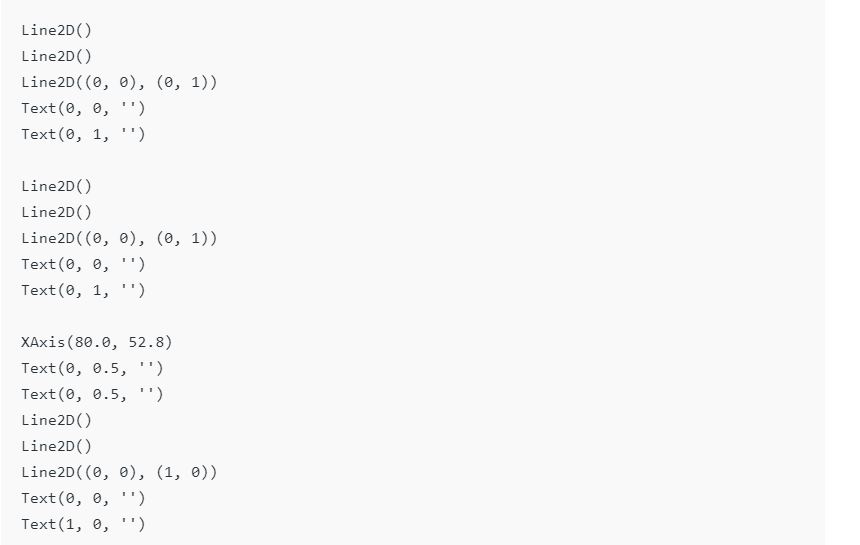 Line2D()
Line2D()
Line2D((0, 0), (0, 1))
Text(0, 0, '')
Text(0, 1, '')

Line2D()
Line2D()
Line2D((0, 0), (0, 1))
Text(0, 0, '')
Text(0, 1, '')

XAxis(80.0, 52.8)
Text(0, 0.5, '')
Text(0, 0.5, '')
Line2D()
Line2D()
Line2D((0, 0), (1, 0))
Text(0, 0, '')
Text(1, 0, '')